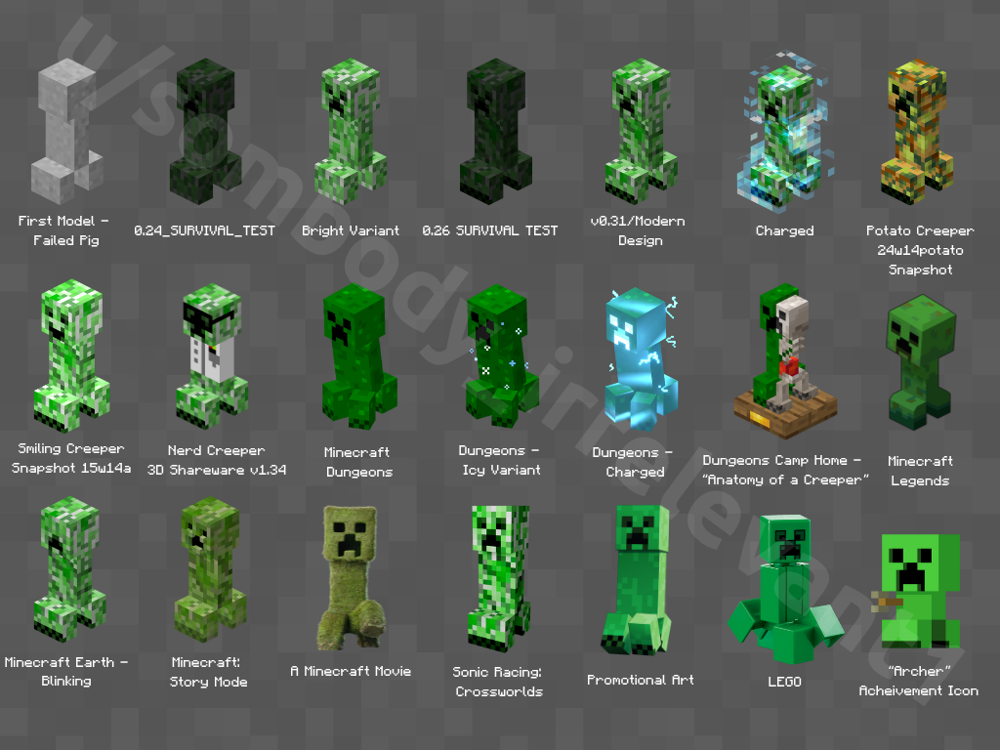 First Model -
Failed Pig
0.24_SURVIVAL_TEST
Bright Variant
0.26 SURVIVAL TEST
v0.31/Modern
Design
Charged
Potato Creeper
24w14potato
Snapshot
Smiling Creeper
Snapshot 15w14a
Nerd Creeper
3D Shareware v1.34
Minecraft
Dungeons
Dungeons -
Icy Variant
Dungeons -
Charged
Dungeons Camp Home -
"Anatomy of a Creeper"
Minecraft
Legends
Minecraft Earth -
Blinking
Minecraft:
Story Mode
A Minecraft Movie
Sonic Racing:
Crossworlds
Promotional Art
LEGO
"Archer"
Acheivement Icon